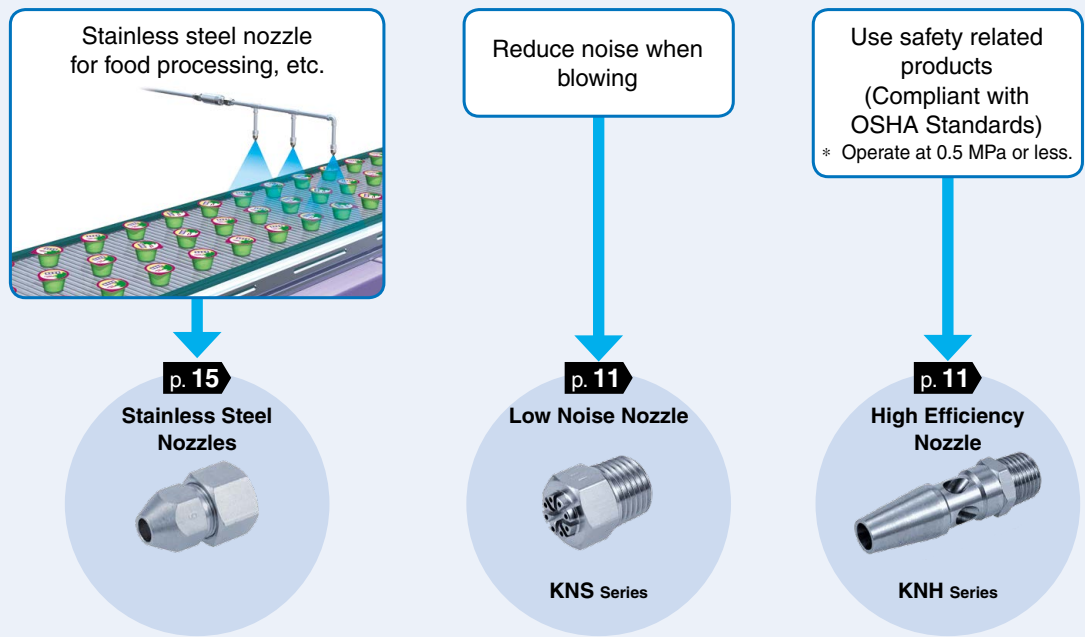 Stainless steel nozzle
for food processing, etc.
p. 15
Stainless Steel
Nozzles
Reduce noise when
blowing
p. 11
Low Noise Nozzle
KNS Series
Use safety related
products
(Compliant with
OSHA Standards)
* Operate at 0.5 MPa or less.
p. 11
High Efficiency
Nozzle
KNH Series